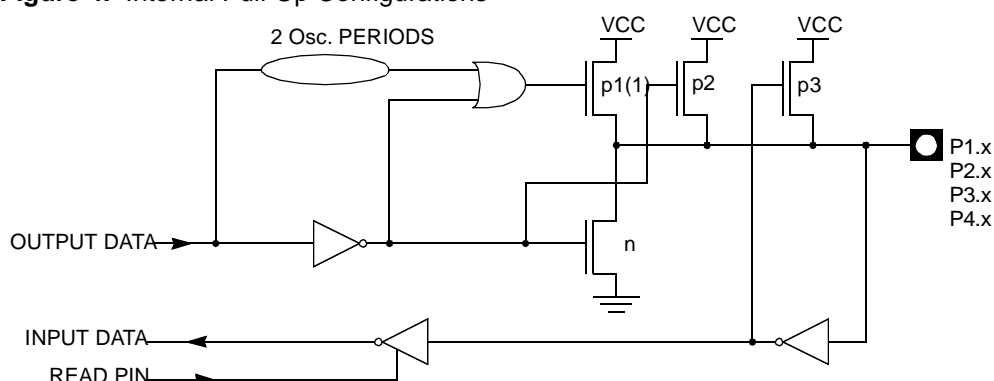 Figure 4. Internal Pull-Up Configurations
2 Osc. PERIODS
VCC
VCC
VCC
p1(1)
p2
p3
P1.x
P2.x
P3.x
P4.x
OUTPUT DATA
n
INPUT DATA
READ PIN